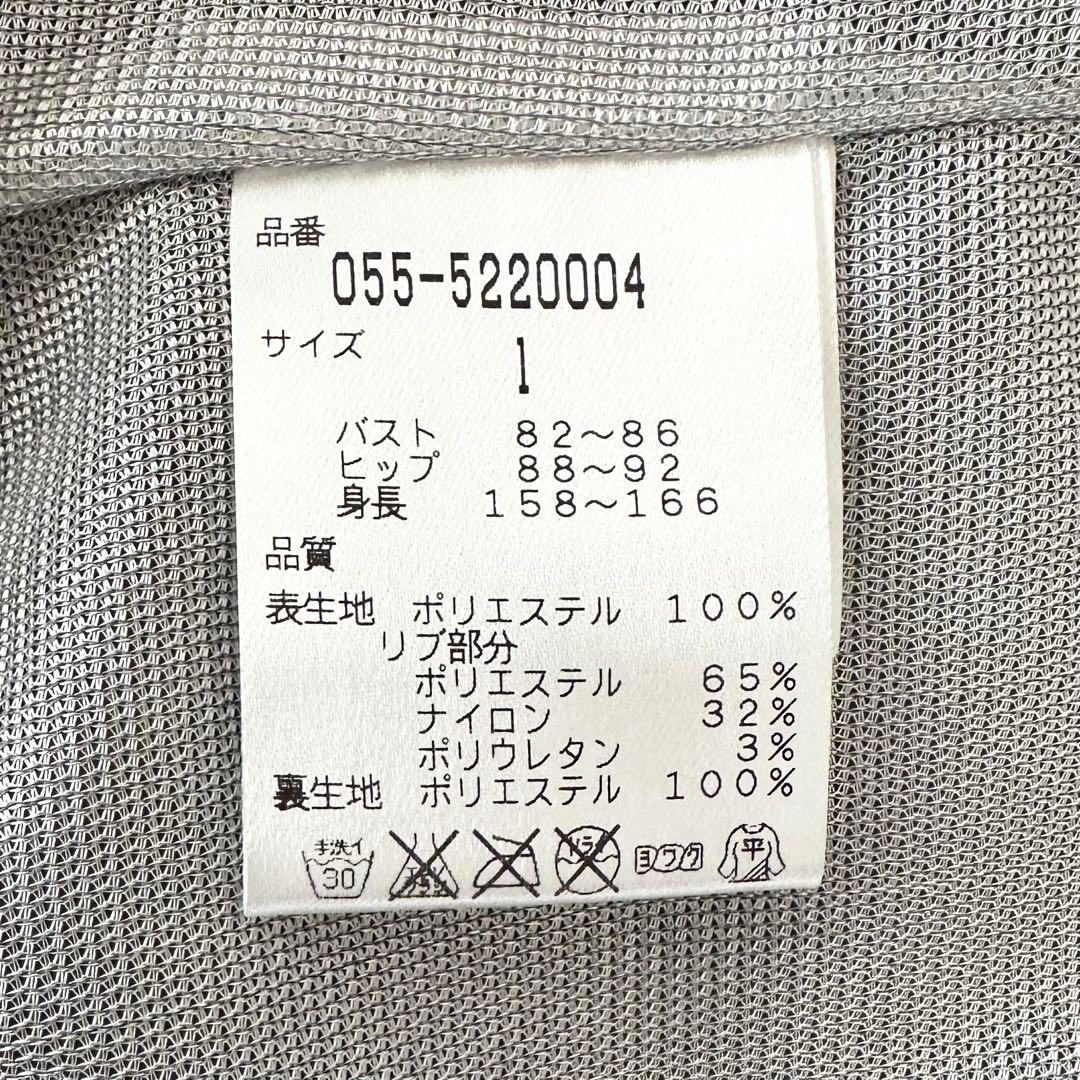 品番
055-5220004
サイズ 1
バスト 82～86
ヒップ 88～92
身長 158～166
品質
表生地 ポリエステル 100%
リブ部分
ポリエステル 65%
ナイロン 32%
ポリウレタン 3%
裏生地 ポリエステル 100%
手洗イ 30 ヨワク 平